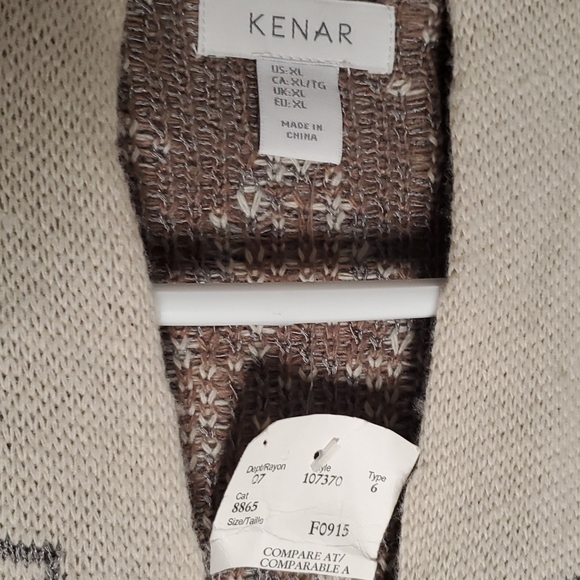 KENAR
US:XL
CA:XL/TG
UK:XL
EU:XL
MADE IN
CHINA
Dept/Rayon
07
yle
107370
Type
6
Cat
8865
Size/Taille
F0915
COMPARE AT/
COMPARABLE A